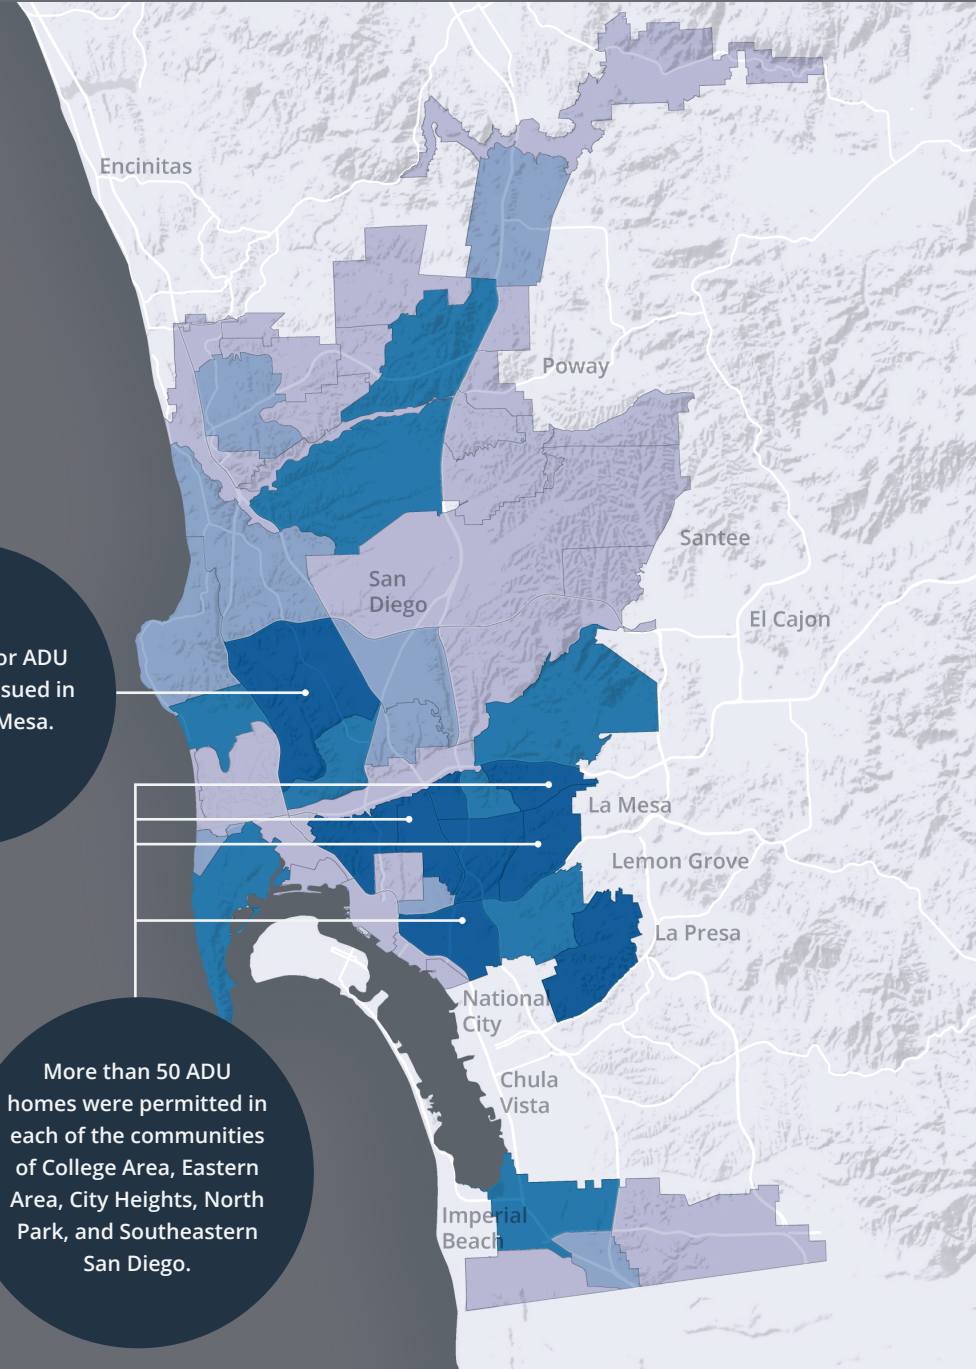 Encinitas
Poway
Santee
San
Diego
El Cajon
or ADU
sued in
Mesa.
La Mesa
Lemon Grove
La Presa
National
City
Chula
Vista
More than 50 ADU
homes were permitted in
each of the communities
of College Area, Eastern
Area, City Heights, North
Park, and Southeastern
San Diego.
Imperial
Beach